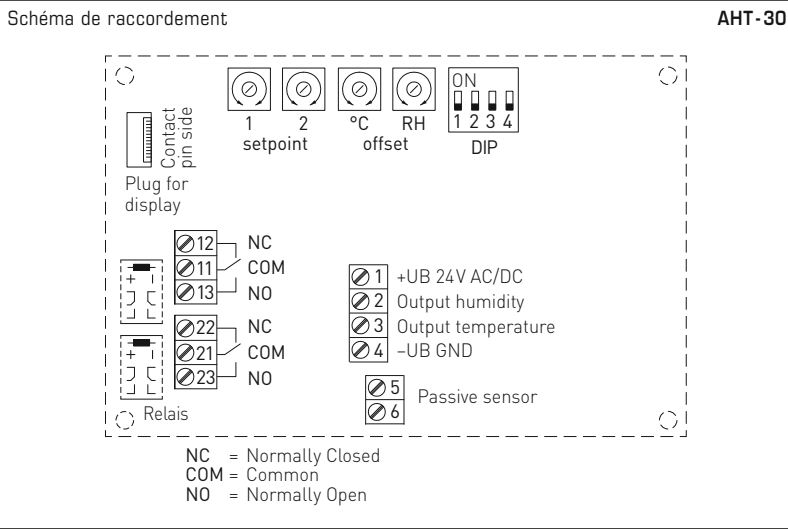 Schéma de raccordement AHT-30
ON
1 2 °C RH 1 2 3 4
setpoint offset DIP
Contact
pin side
Plug for
display
12 NC
11 COM
13 NO
+ –
22 NC
21 COM
23 NO
+ –
Relais
1 +UB 24V AC/DC
2 Output humidity
3 Output temperature
4 –UB GND
5 Passive sensor
6
NC = Normally Closed
COM = Common
NO = Normally Open